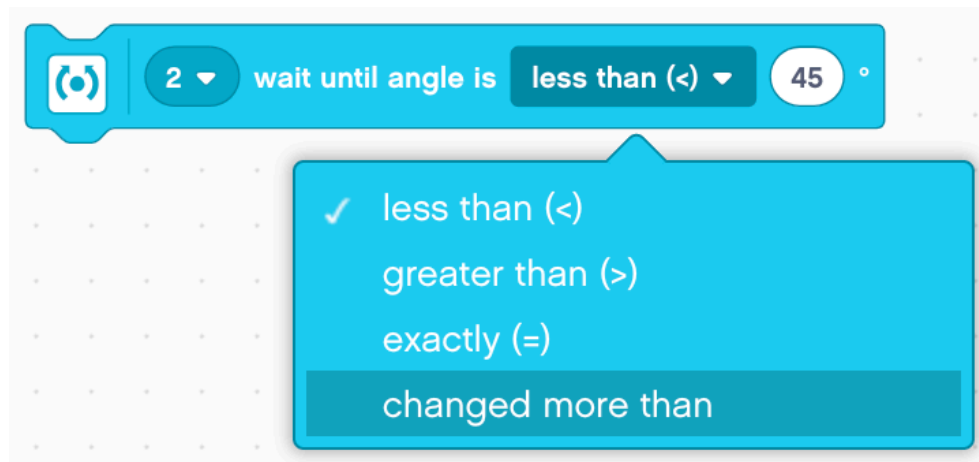 2 wait until angle is less than (<) 45 °
less than (<)
greater than (>)
exactly (=)
changed more than